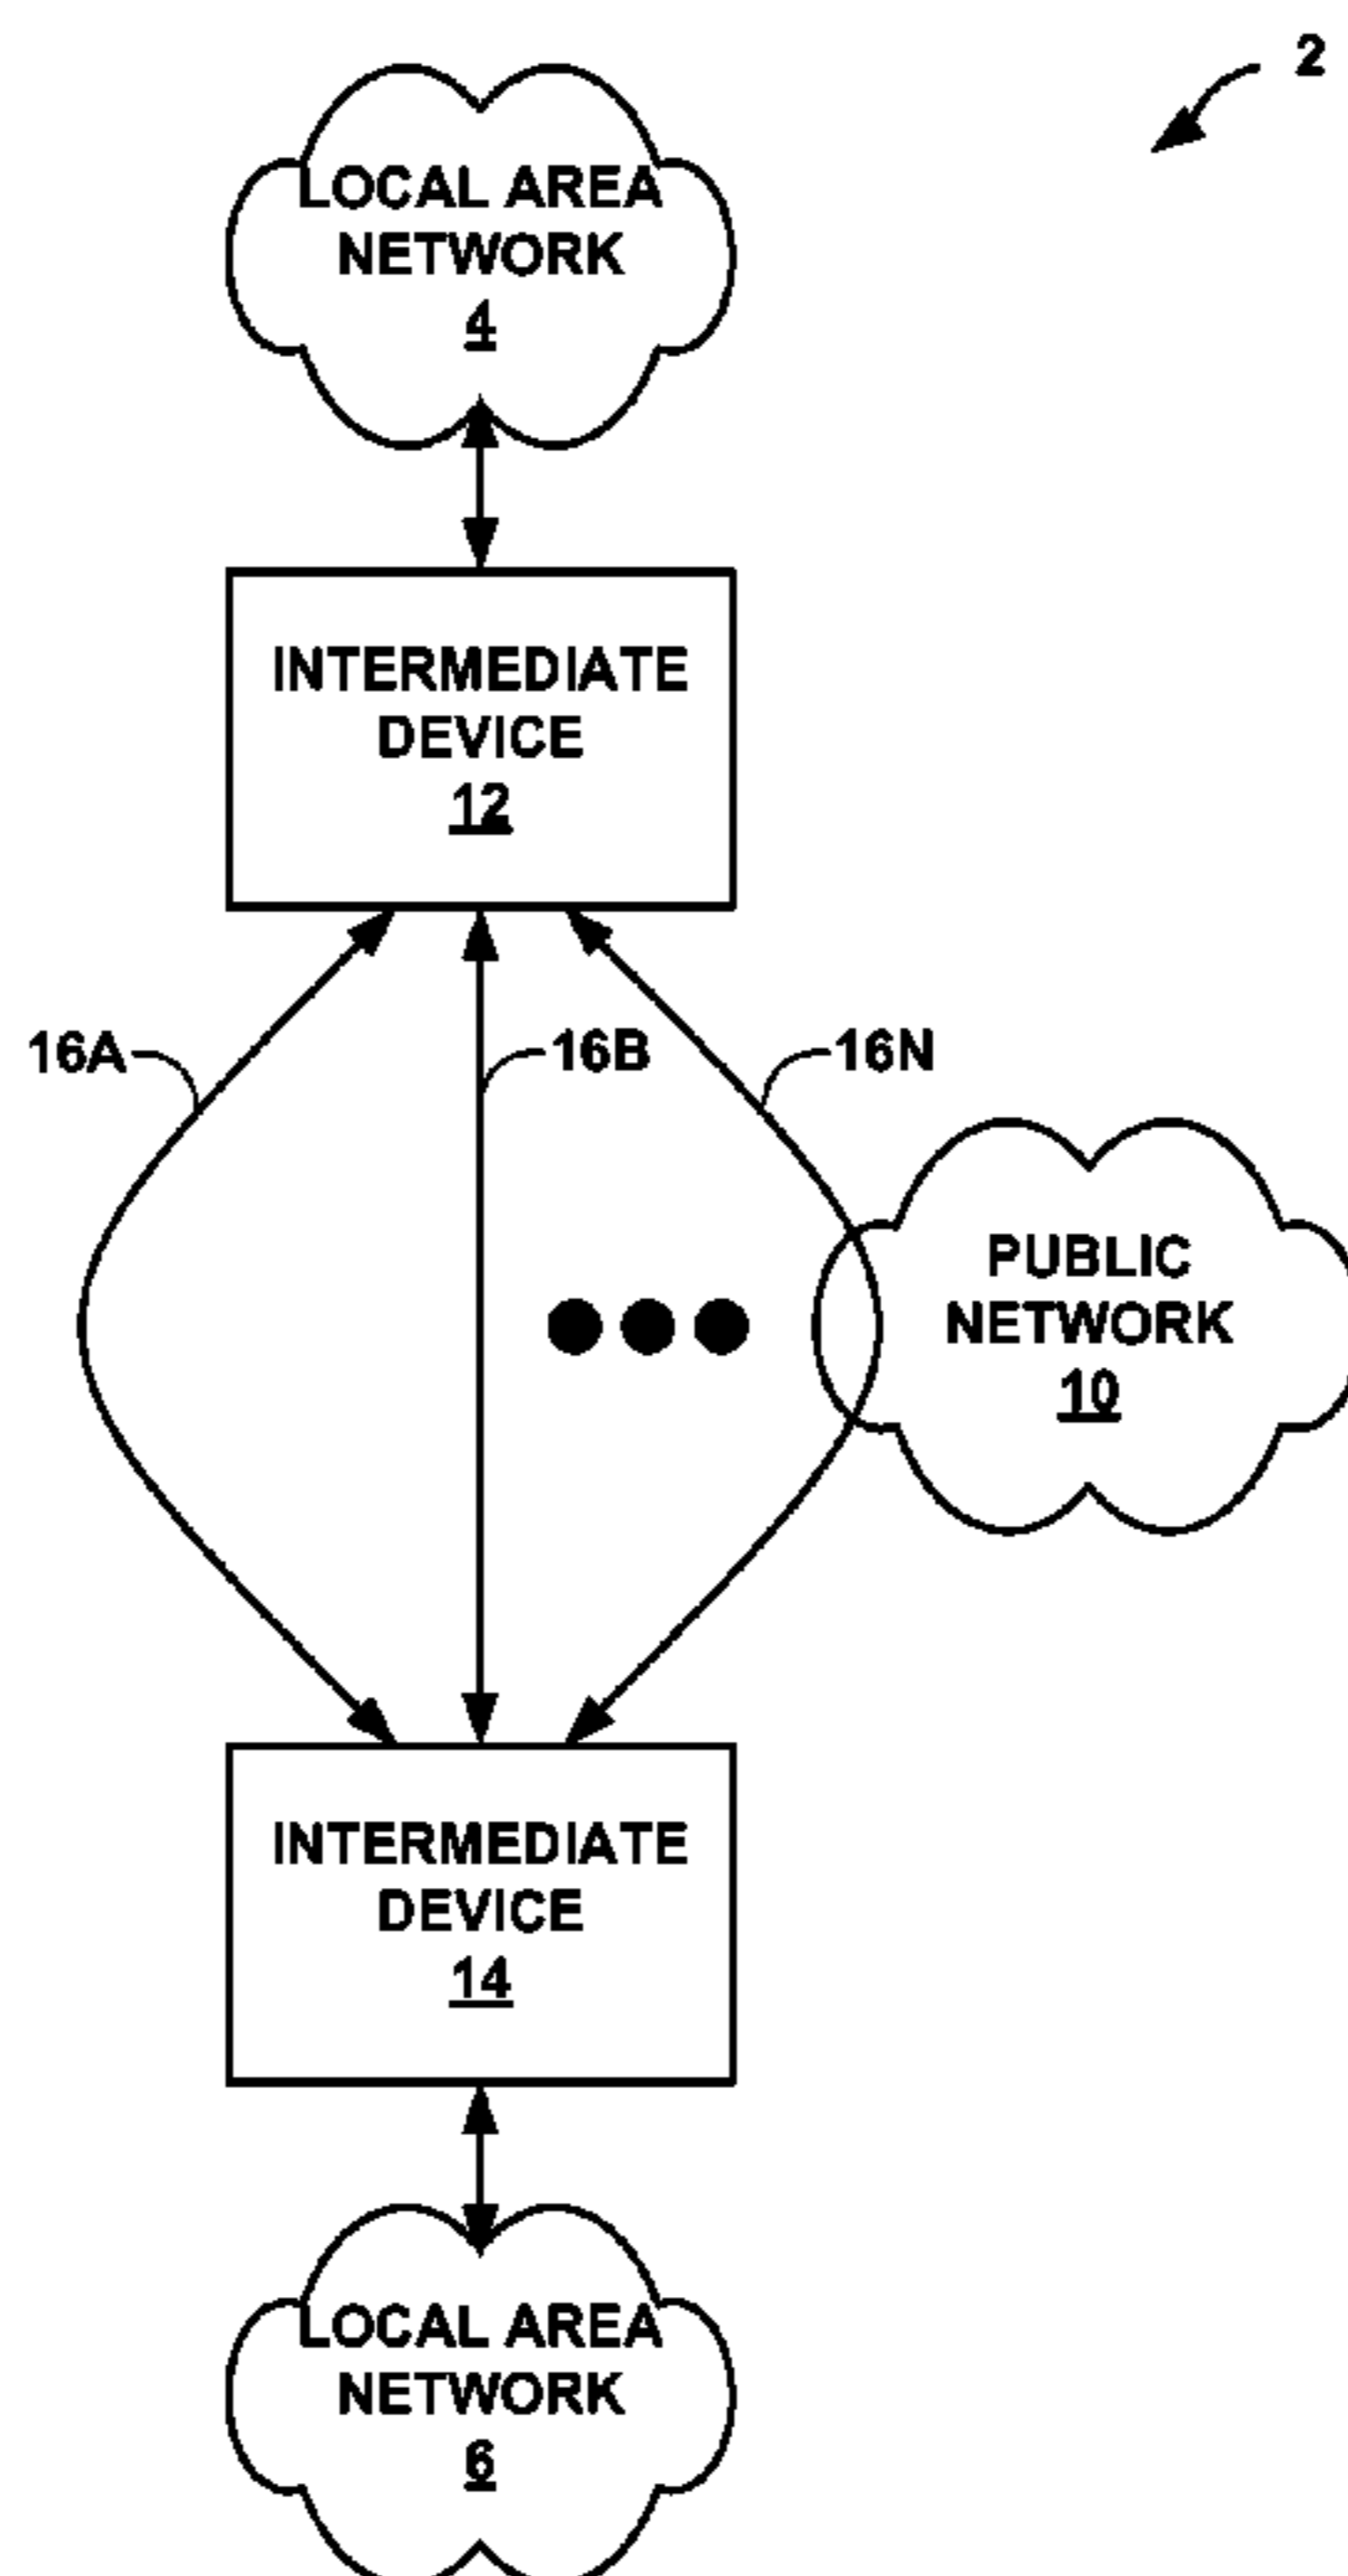 2
LOCAL AREA
NETWORK
4
INTERMEDIATE
DEVICE
12
16A
16B
16N
PUBLIC
NETWORK
10
INTERMEDIATE
DEVICE
14
LOCAL AREA
NETWORK
6